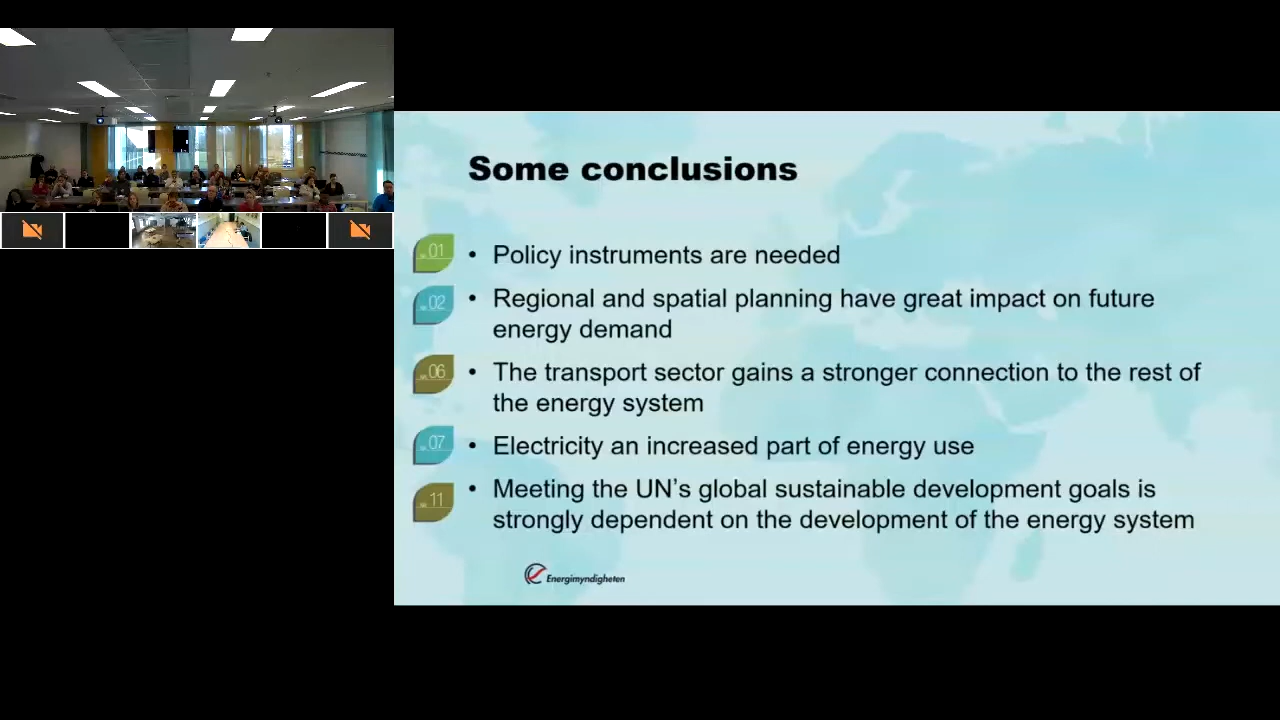 Some conclusions
01
• Policy instruments are needed
02
• Regional and spatial planning have great impact on future
energy demand
06
• The transport sector gains a stronger connection to the rest of
the energy system
07
• Electricity an increased part of energy use
11
• Meeting the UN’s global sustainable development goals is
strongly dependent on the development of the energy system
Energimyndigheten